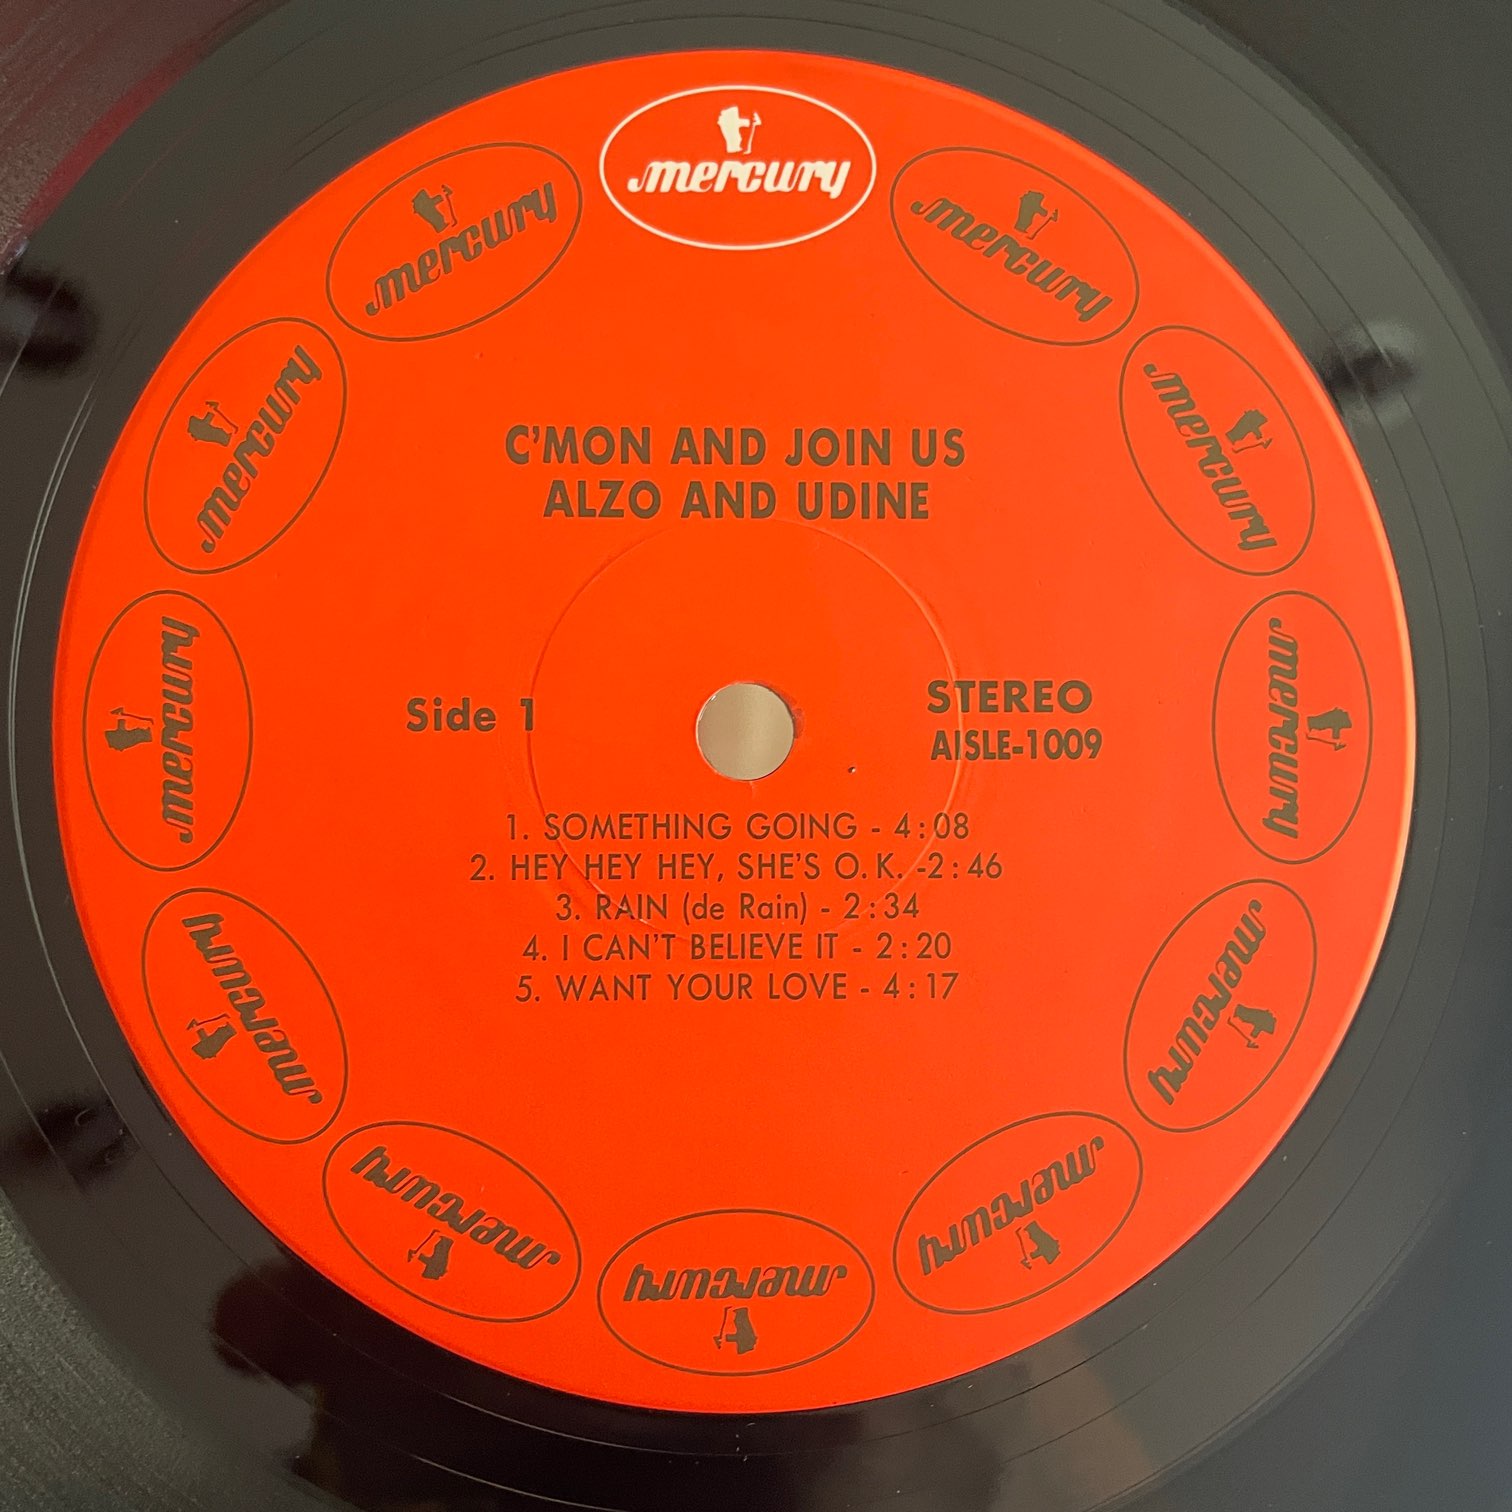 mercury
mercury
mercury
mercury
mercury
mercury
mercury
mercury
mercury
mercury
mercury
mercury
C'MON AND JOIN US
ALZO AND UDINE
Side 1
STEREO
AISLE-1009
1. SOMETHING GOING - 4:08
2. HEY HEY HEY, SHE'S O.K. -2:46
3. RAIN (de Rain) - 2:34
4. I CAN'T BELIEVE IT - 2:20
5. WANT YOUR LOVE - 4:17